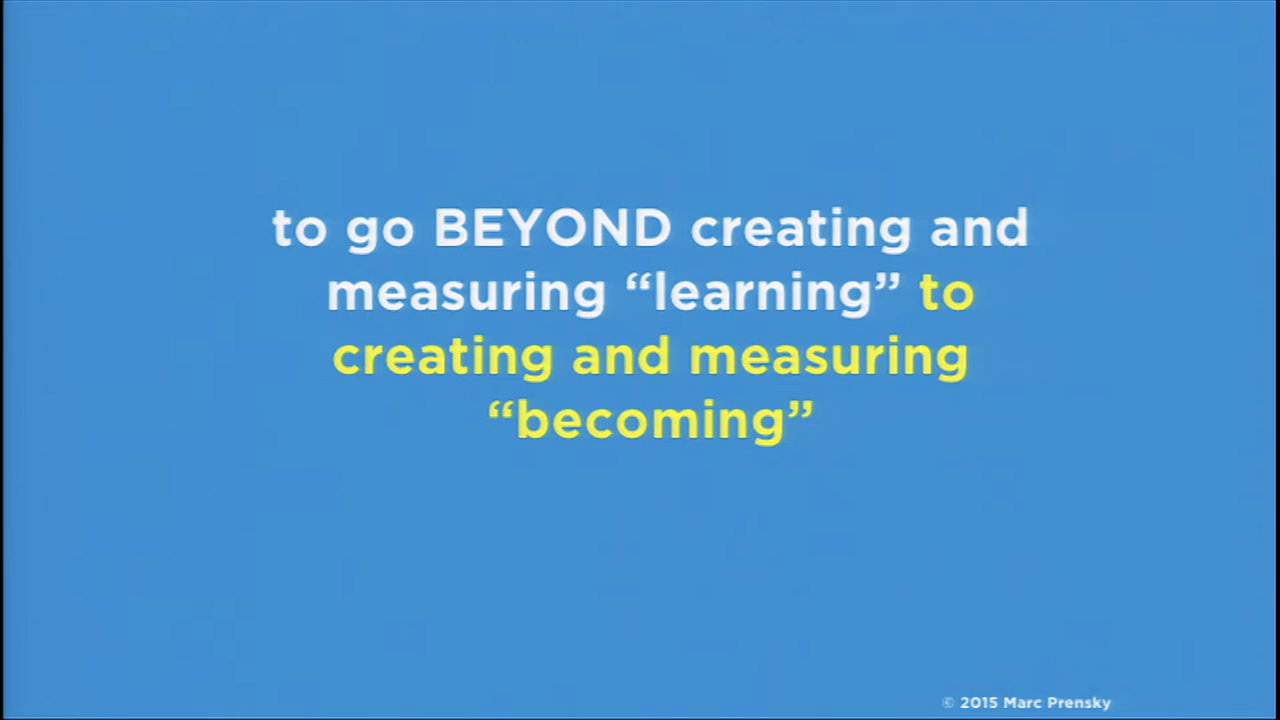 to go BEYOND creating and
measuring “learning” to
creating and measuring
“becoming”
© 2015 Marc Prensky